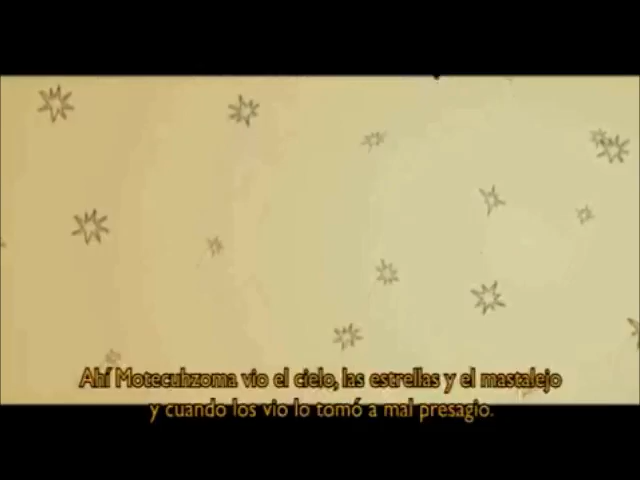 Ahí Motecuhzoma vio el cielo, las estrellas y el mastalejo
y cuando los vio lo tomó a mal presagio.